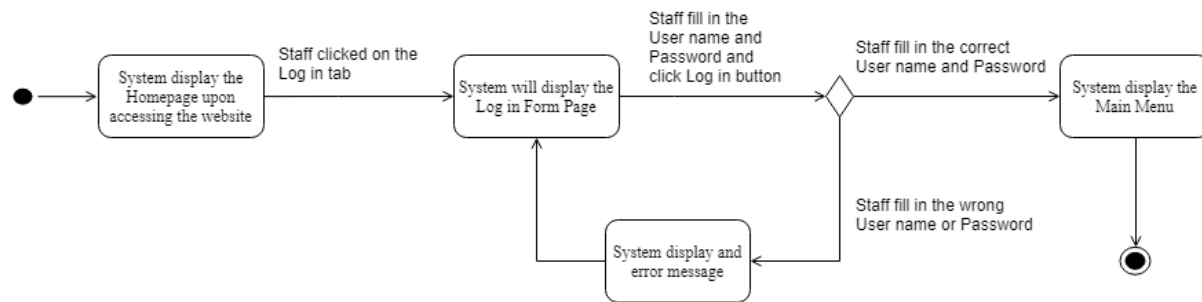 System display the
Homepage upon
accessing the website
Staff clicked on the
Log in tab
System will display the
Log in Form Page
Staff fill in the
User name and
Password and
click Log in button
Staff fill in the correct
User name and Password
System display the
Main Menu
Staff fill in the wrong
User name or Password
System display and
error message